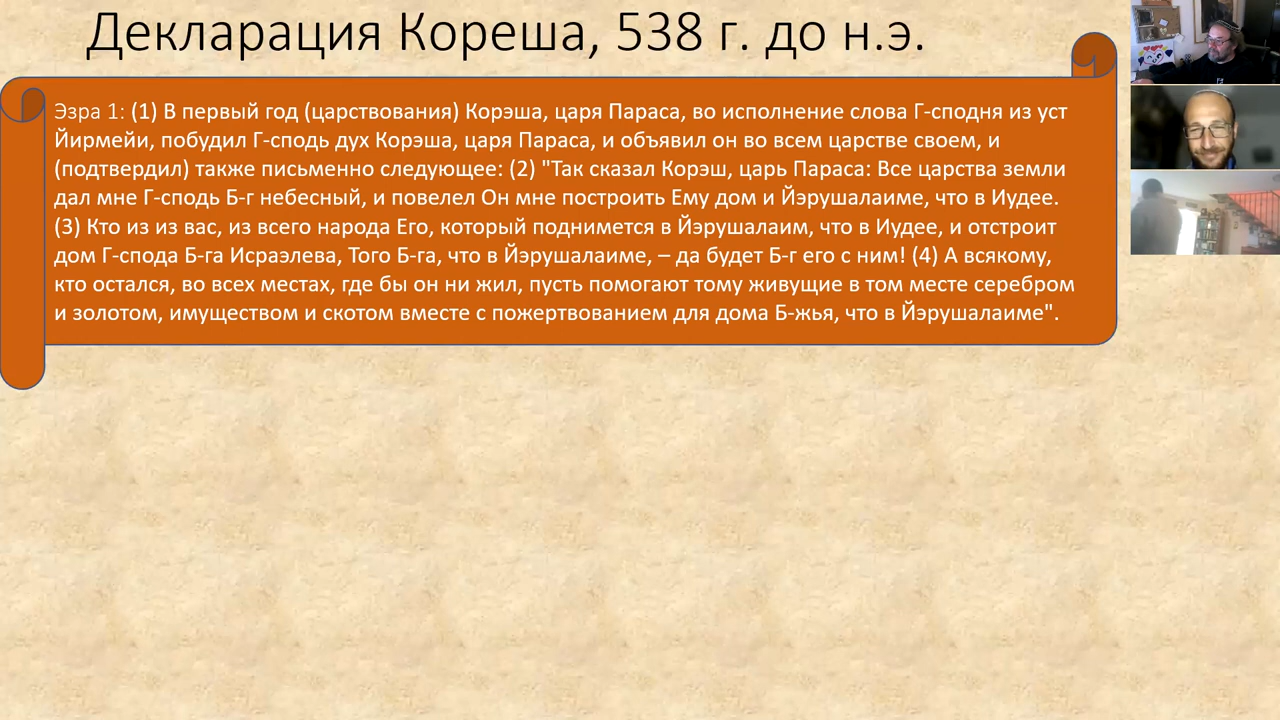 Декларация Кореша, 538 г. до н.э.
Эзра 1: (1) В первый год (царствования) Корэша, царя Параса, во исполнение слова Г-сподня из уст
Йирмейи, побудил Г-сподь дух Корэша, царя Параса, и объявил он во всем царстве своем, и
(подтвердил) также письменно следующее: (2) "Так сказал Корэш, царь Параса: Все царства земли
дал мне Г-сподь Б-г небесный, и повелел Он мне построить Ему дом и Йэрушалаиме, что в Иудее.
(3) Кто из из вас, из всего народа Его, который поднимется в Йэрушалаим, что в Иудее, и отстроит
дом Г-спода Б-га Исраэлева, Того Б-га, что в Йэрушалаиме, – да будет Б-г его с ним! (4) А всякому,
кто остался, во всех местах, где бы он ни жил, пусть помогают тому живущие в том месте серебром
и золотом, имуществом и скотом вместе с пожертвованием для дома Б-жья, что в Йэрушалаиме".